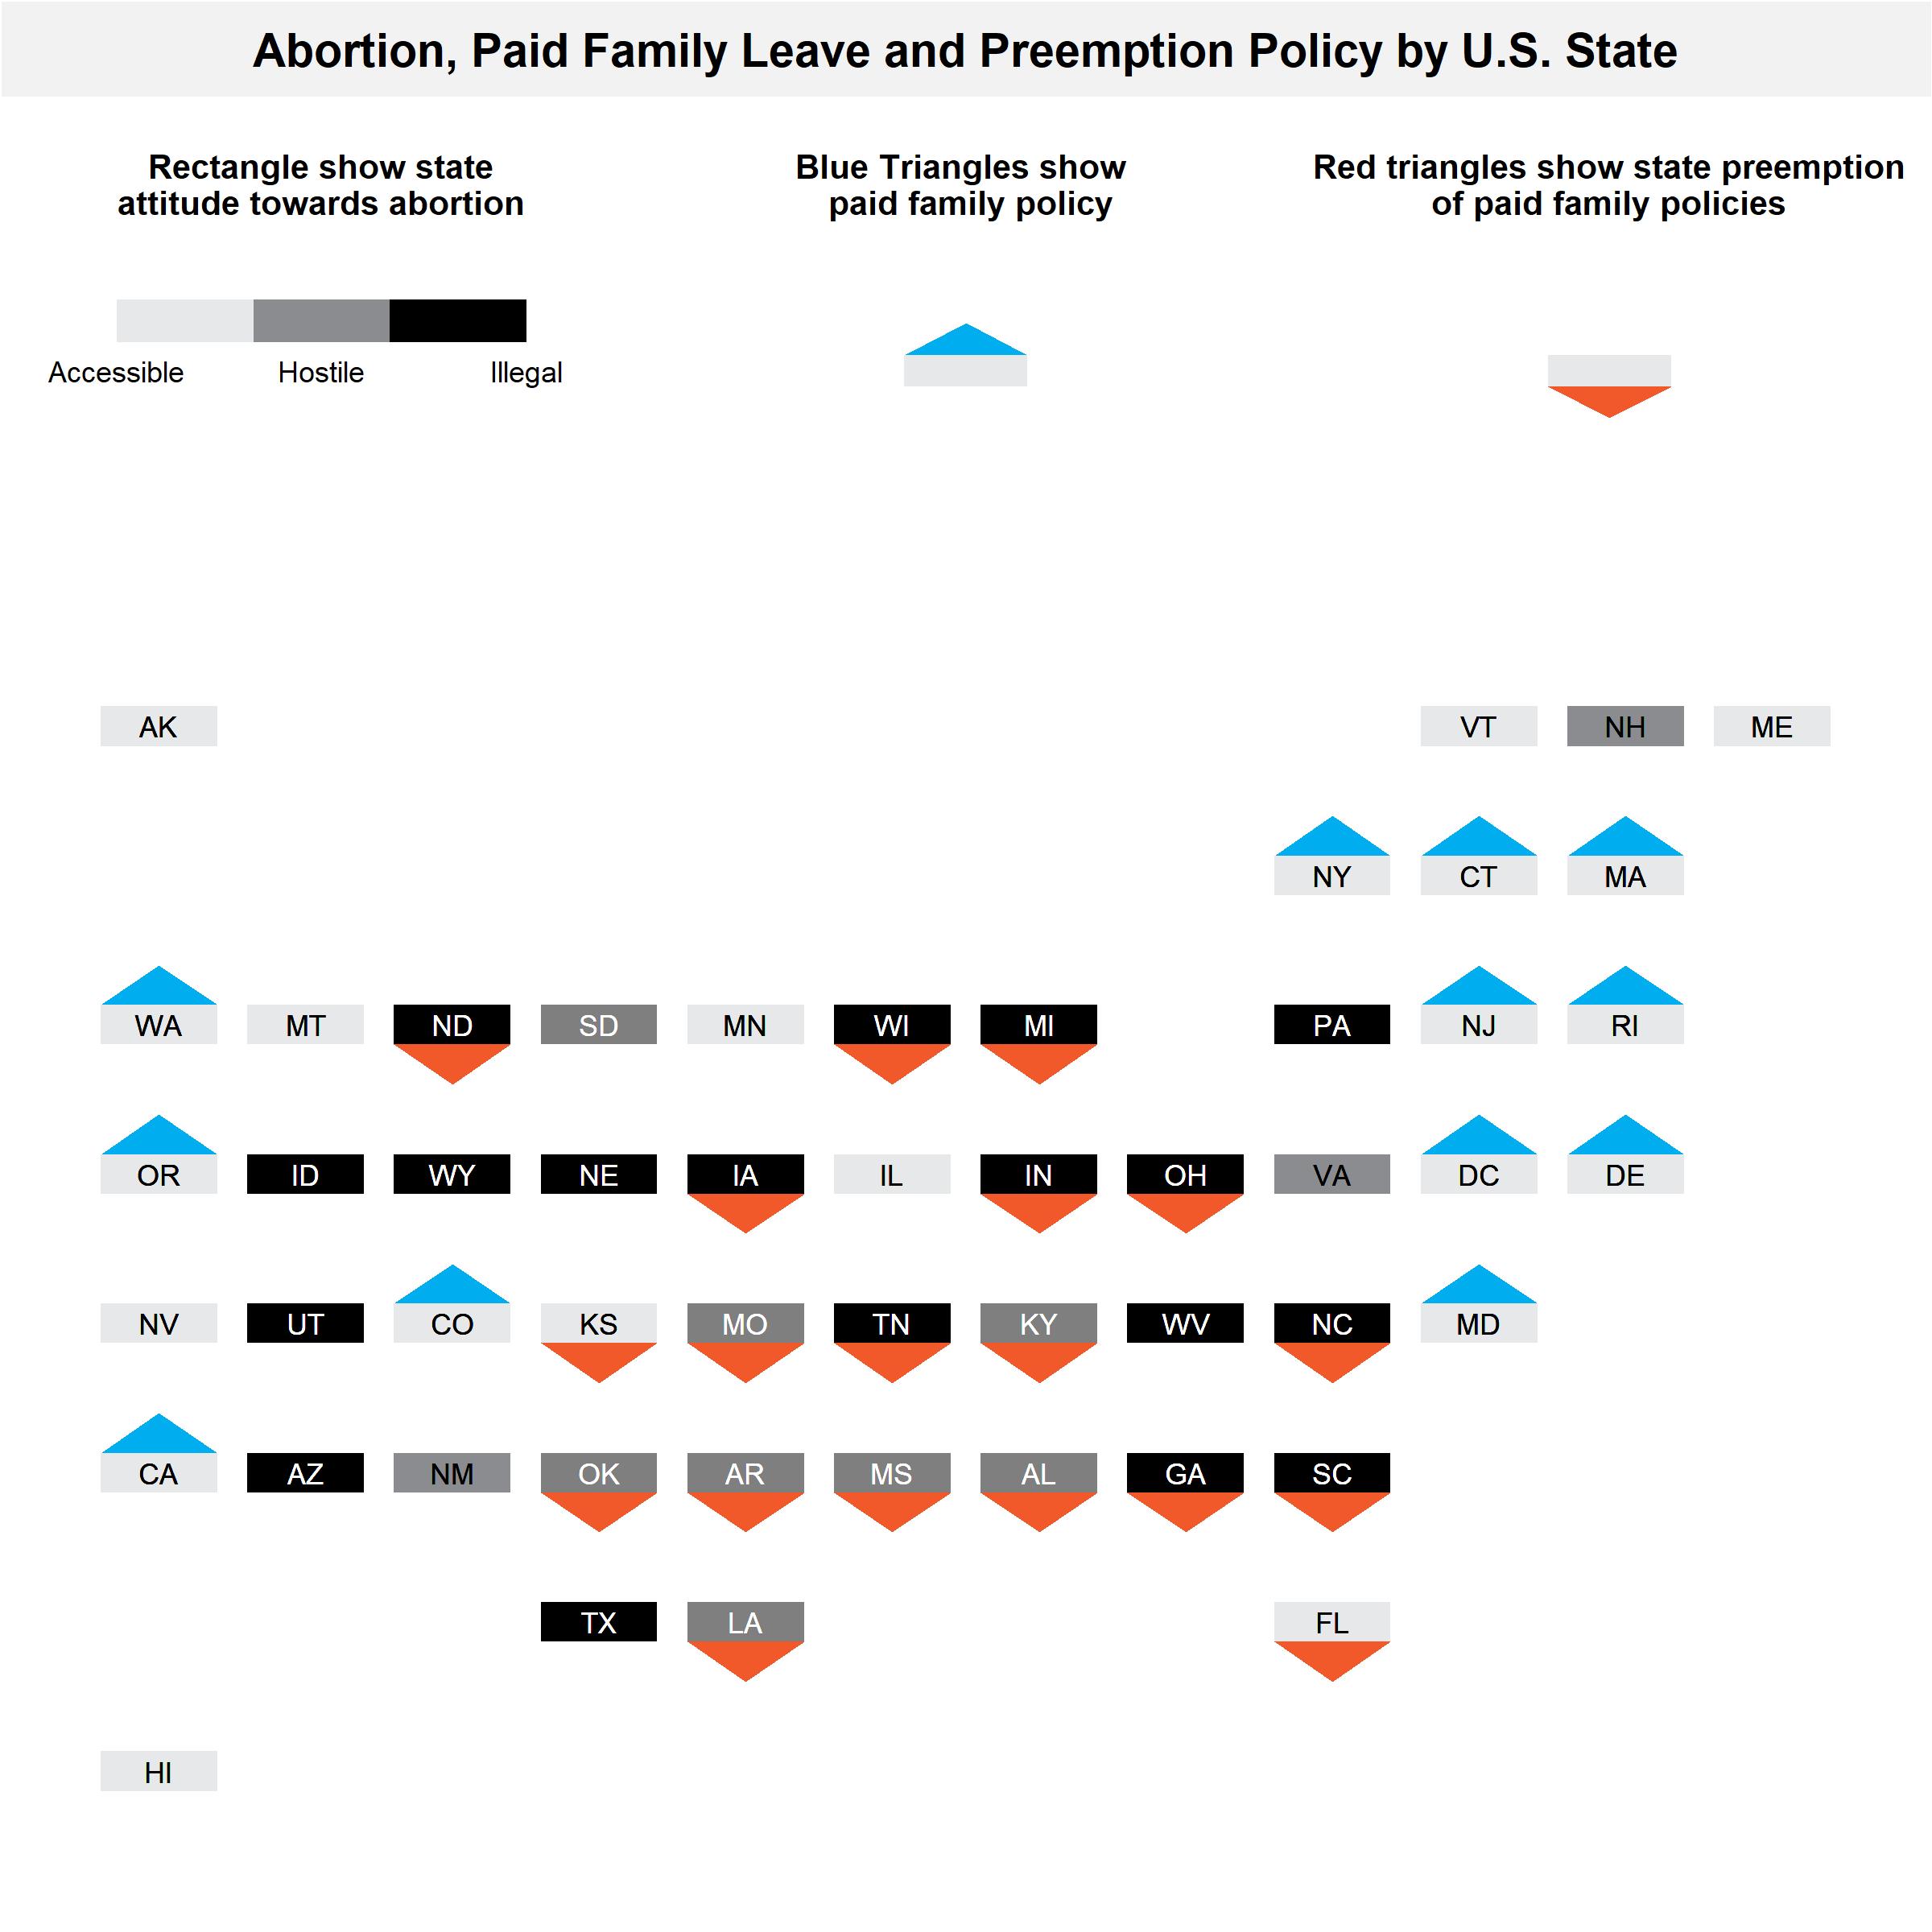 Abortion, Paid Family Leave and Preemption Policy by U.S. State
Rectangle show state
attitude towards abortion
Blue Triangles show
paid family policy
Red triangles show state preemption
of paid family policies
Accessible Hostile Illegal
AK VT NH ME
NY CT MA
WA MT ND SD MN WI MI PA NJ RI
OR ID WY NE IA IL IN OH VA DC DE
NV UT CO KS MO TN KY WV NC MD
CA AZ NM OK AR MS AL GA SC
TX LA FL
HI